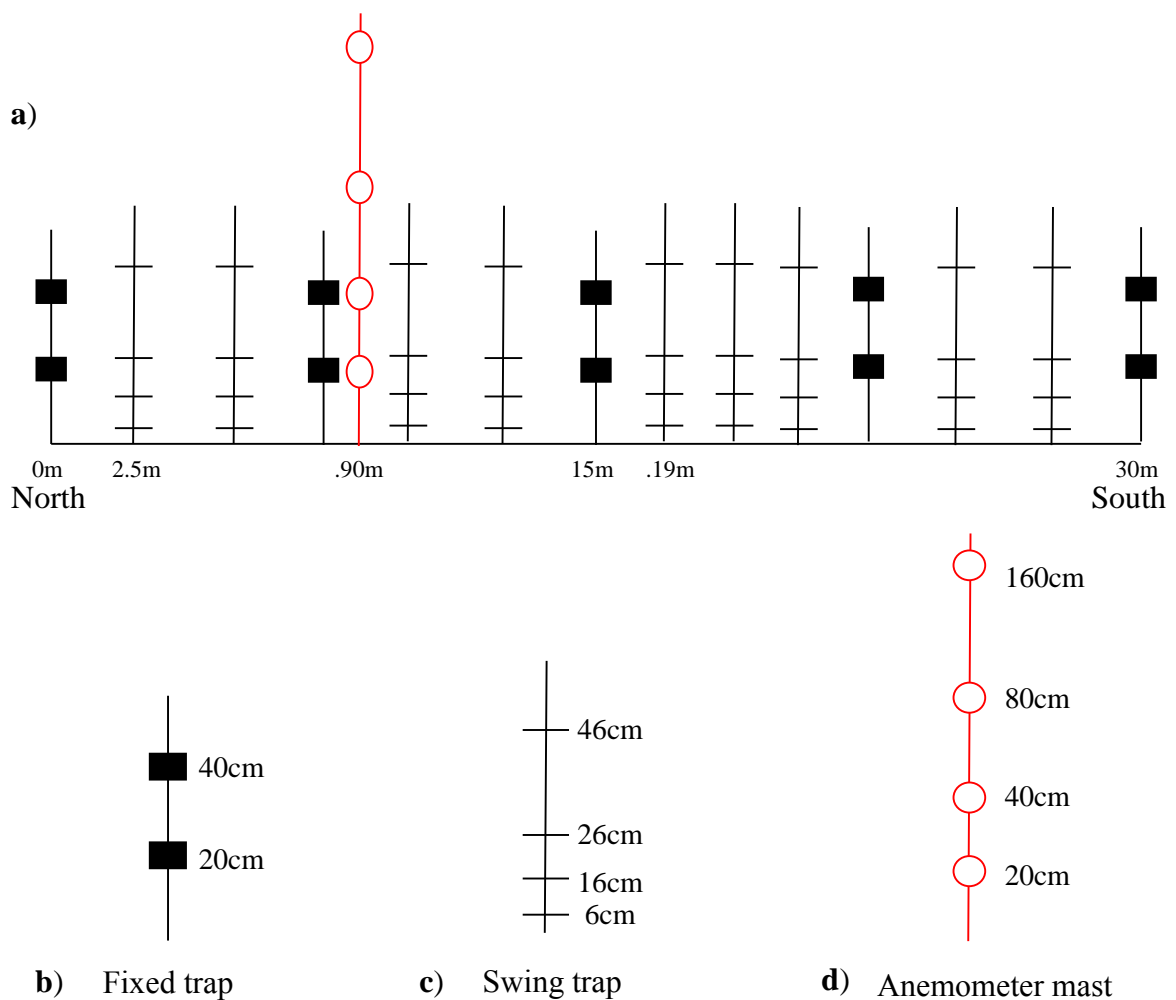 a)
0m 2.5m .90m 15m .19m 30m
North South
160cm
80cm
46cm
40cm
40cm
26cm
20cm
16cm
20cm
6cm
b) Fixed trap c) Swing trap d) Anemometer mast